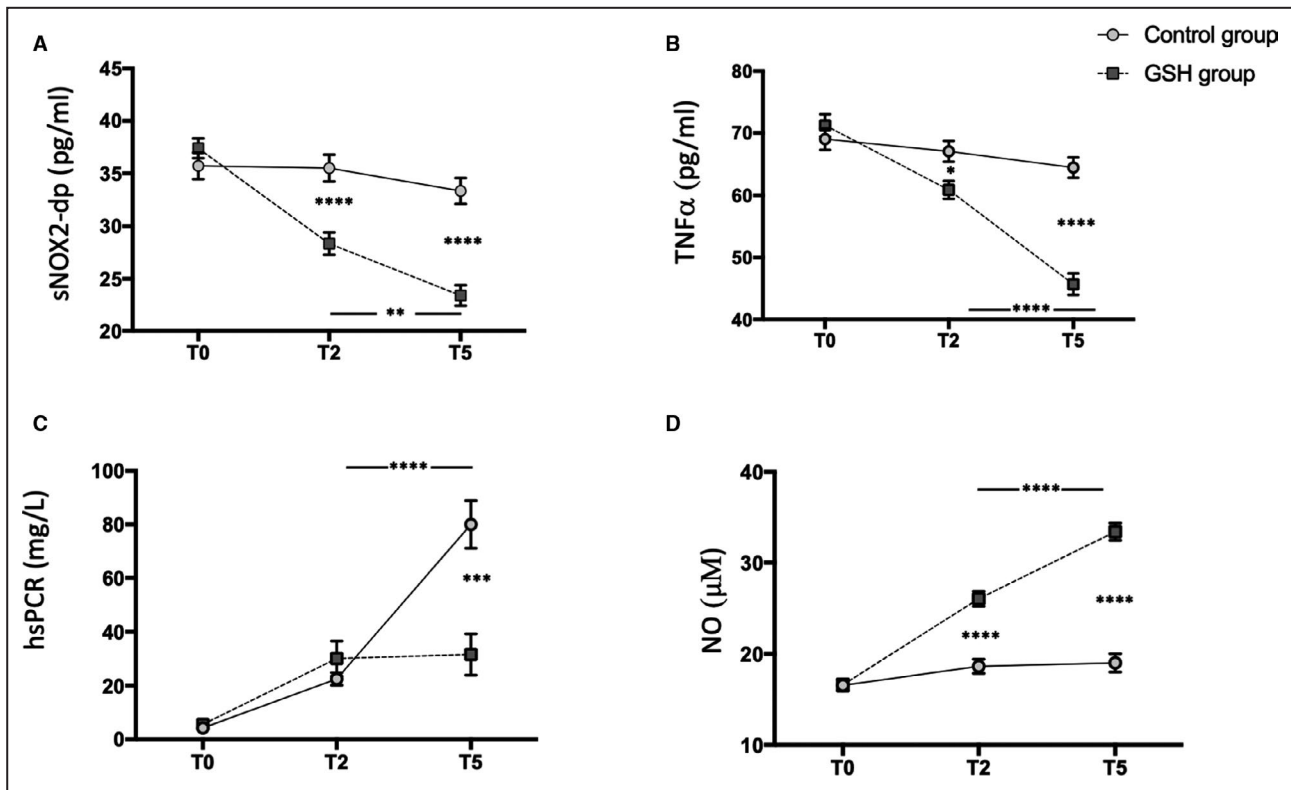 A
B
Control group
GSH group
sNOX2-dp (pg/ml)
45
40
35
30
25
20
T0
T2
T5
****
****
**
TNFα (pg/ml)
80
70
60
50
40
T0
T2
T5
*
****
****
C
D
hsPCR (mg/L)
100
80
60
40
20
0
T0
T2
T5
****
***
NO (μM)
40
30
20
10
T0
T2
T5
****
****
****